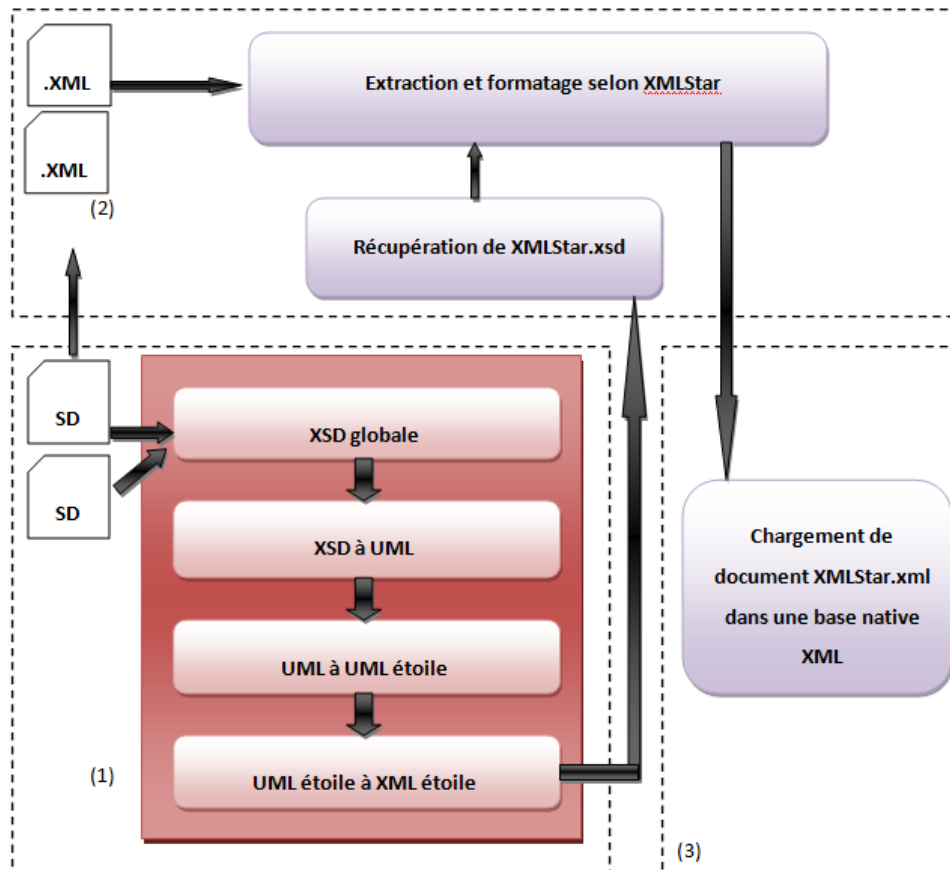 .XML
Extraction et formatage selon XMLStar
.XML
(2)
Récupération de XMLStar.xsd
SD
XSD globale
SD
XSD à UML
UML à UML étoile
(1)
UML étoile à XML étoile
Chargement de
document XMLStar.xml
dans une base native
XML
(3)